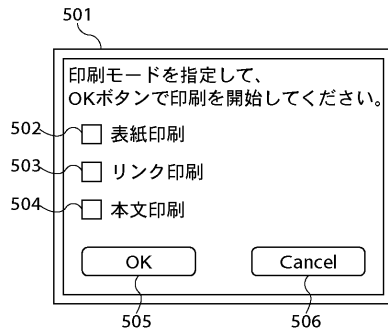 501
印刷モードを指定して、
OKボタンで印刷を開始してください。
502 表紙印刷
503 リンク印刷
504 本文印刷
OK Cancel
505 506